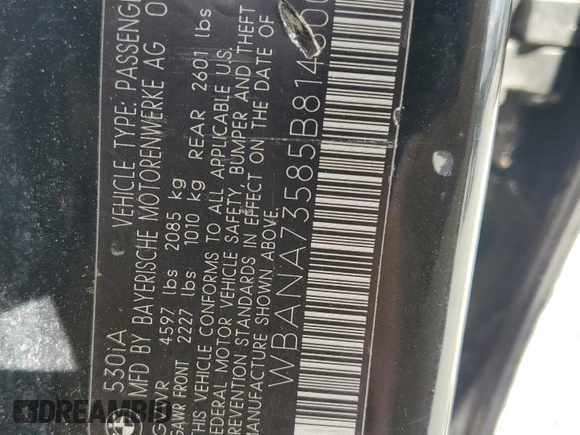 530iA VEHICLE TYPE: PASSENGE
MFD BY BAYERISCHE MOTORENWERKE AG 0
GVWR 4597 lbs 2085 kg
GAWR FRONT 2227 lbs 1010 kg REAR 2601 lbs
THIS VEHICLE CONFORMS TO ALL APPLICABLE U.S.
FEDERAL MOTOR VEHICLE SAFETY, BUMPER AND THEFT
PREVENTION STANDARDS IN EFFECT ON THE DATE OF
MANUFACTURE SHOWN ABOVE.
WBANA73585B814
DREAMBID